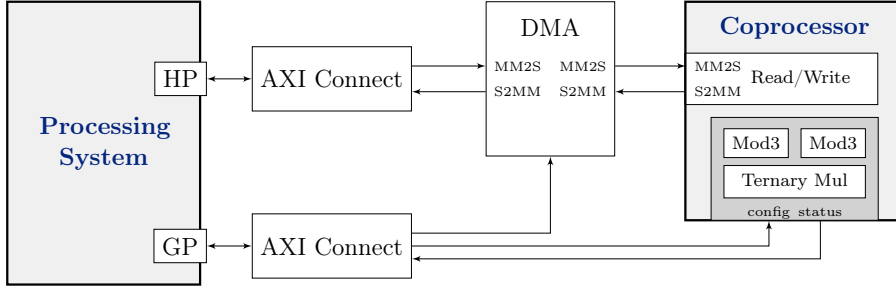 Processing
System
HP
GP
AXI Connect
AXI Connect
DMA
MM2S MM2S
S2MM S2MM
Coprocessor
MM2S
S2MM
Read/Write
Mod3 Mod3
Ternary Mul
config status